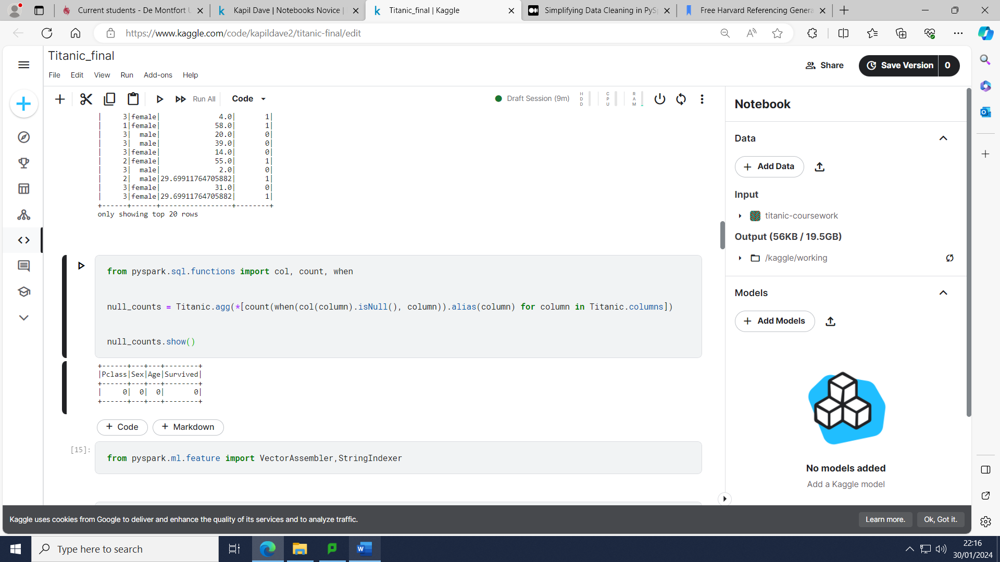 Current students - De Montfort U
Kapil Dave | Notebooks Novice |
Titanic_final | Kaggle
Simplifying Data Cleaning in PySp
Free Harvard Referencing Genera
https://www.kaggle.com/code/kapildave2/titanic-final/edit
Titanic_final
File Edit View Run Add-ons Help
Share
Save Version 0
Run All
Code
Draft Session (9m)
HDD
CPU
RAM
|     3|female|              4.0|       1|
|     1|female|             58.0|       1|
|     3|  male|             20.0|       0|
|     3|  male|             39.0|       0|
|     3|female|             14.0|       0|
|     2|female|             55.0|       1|
|     3|  male|              2.0|       0|
|     2|  male|29.69911764705882|       1|
|     3|female|             31.0|       0|
|     3|female|29.69911764705882|       1|
+------+------+-----------------+--------+
only showing top 20 rows
from pyspark.sql.functions import col, count, when
null_counts = Titanic.agg(*[count(when(col(column).isNull(), column)).alias(column) for column in Titanic.columns])
null_counts.show()
+------+---+---+--------+
|Pclass|Sex|Age|Survived|
+------+---+---+--------+
|     0|  0|  0|       0|
+------+---+---+--------+
+ Code
+ Markdown
[15]:
from pyspark.ml.feature import VectorAssembler,StringIndexer
Notebook
Data
+ Add Data
Input
titanic-coursework
Output (56KB / 19.5GB)
/kaggle/working
Models
+ Add Models
No models added
Add a Kaggle model
Kaggle uses cookies from Google to deliver and enhance the quality of its services and to analyze traffic.
Learn more.
Ok, Got it.
Type here to search
22:16
30/01/2024